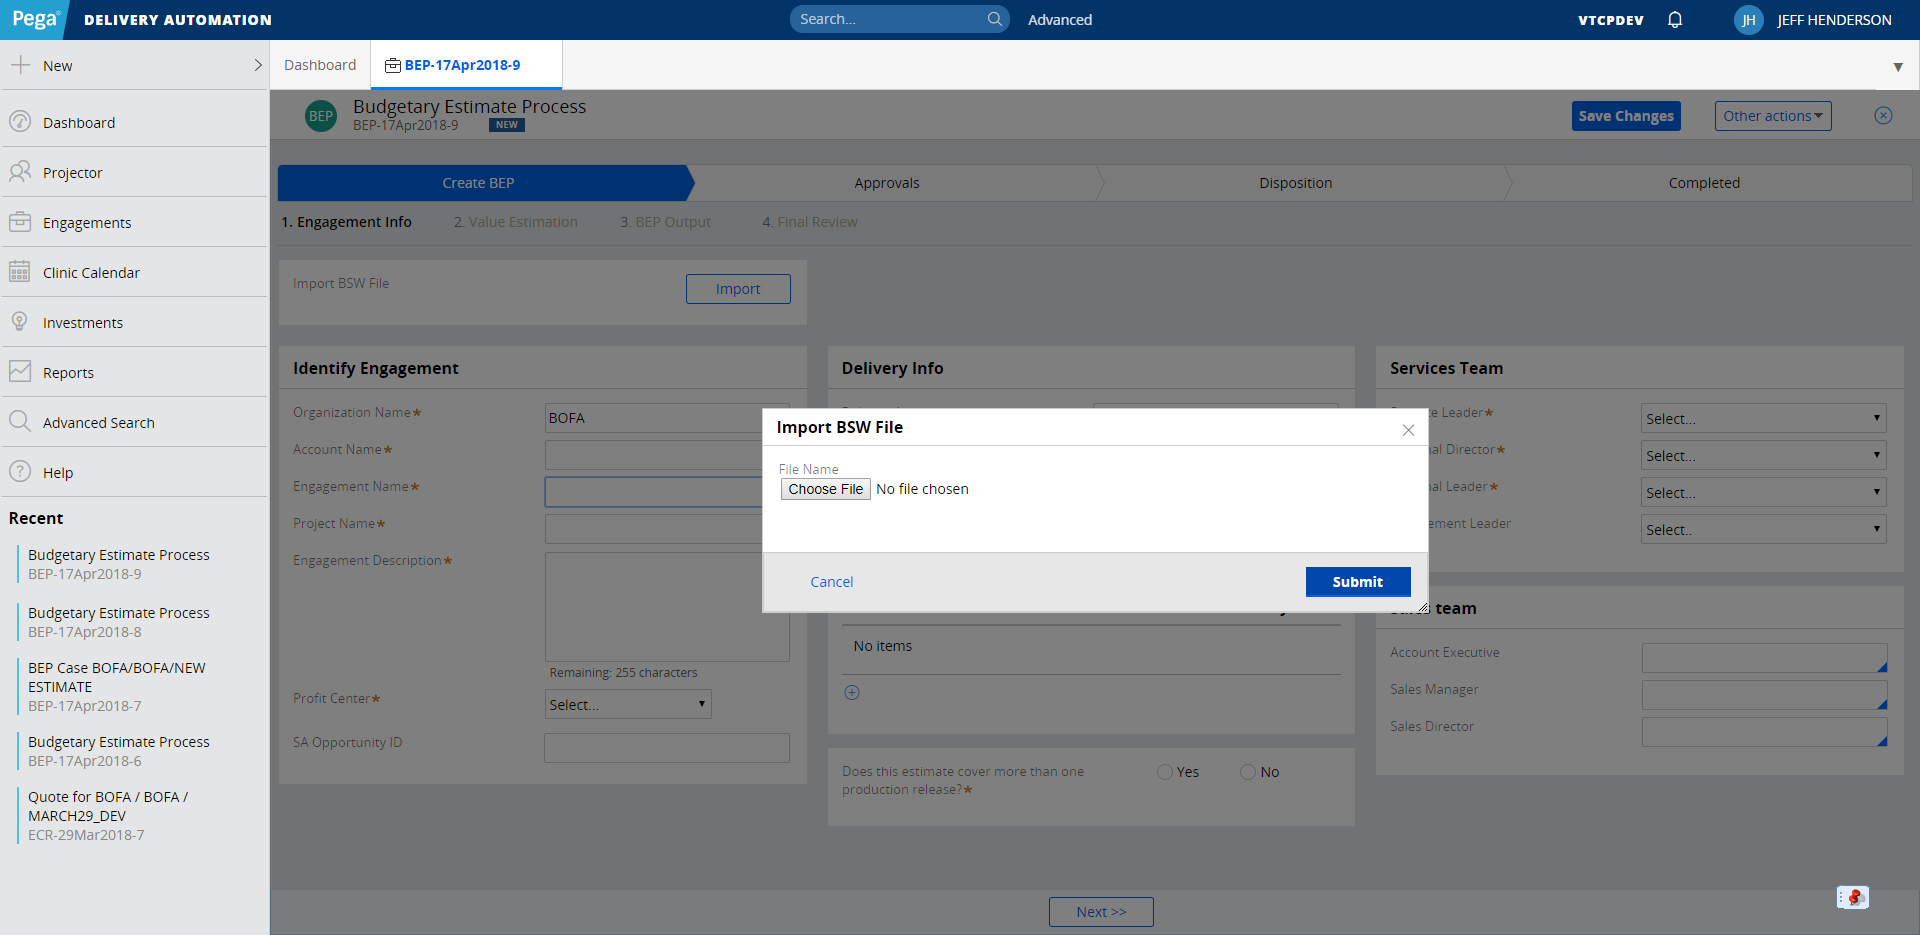 Pega DELIVERY AUTOMATION
Search...
Advanced
VTCPDEV
JH JEFF HENDERSON
New
Dashboard
Projector
Engagements
Clinic Calendar
Investments
Reports
Advanced Search
Help
Recent
Budgetary Estimate Process
BEP-17Apr2018-9
Budgetary Estimate Process
BEP-17Apr2018-8
BEP Case BOFA/BOFA/NEW
ESTIMATE
BEP-17Apr2018-7
Budgetary Estimate Process
BEP-17Apr2018-6
Quote for BOFA / BOFA /
MARCH29_DEV
ECR-29Mar2018-7
Dashboard
BEP-17Apr2018-9
BEP
Budgetary Estimate Process
BEP-17Apr2018-9 NEW
Save Changes
Other actions
Create BEP
Approvals
Disposition
Completed
1. Engagement Info
2. Value Estimation
3. BEP Output
4. Final Review
Import BSW File
Import
Identify Engagement
Organization Name*
BOFA
Account Name*
Engagement Name*
Project Name*
Engagement Description*
Remaining: 255 characters
Profit Center*
Select...
SA Opportunity ID
Delivery Info
No items
Does this estimate cover more than one
production release?*
Yes
No
Services Team
Leader*
Select...
Director*
Select...
Leader*
Select...
Leader
Select..
team
Account Executive
Sales Manager
Sales Director
Import BSW File
File Name
Choose File No file chosen
Cancel
Submit
Next >>